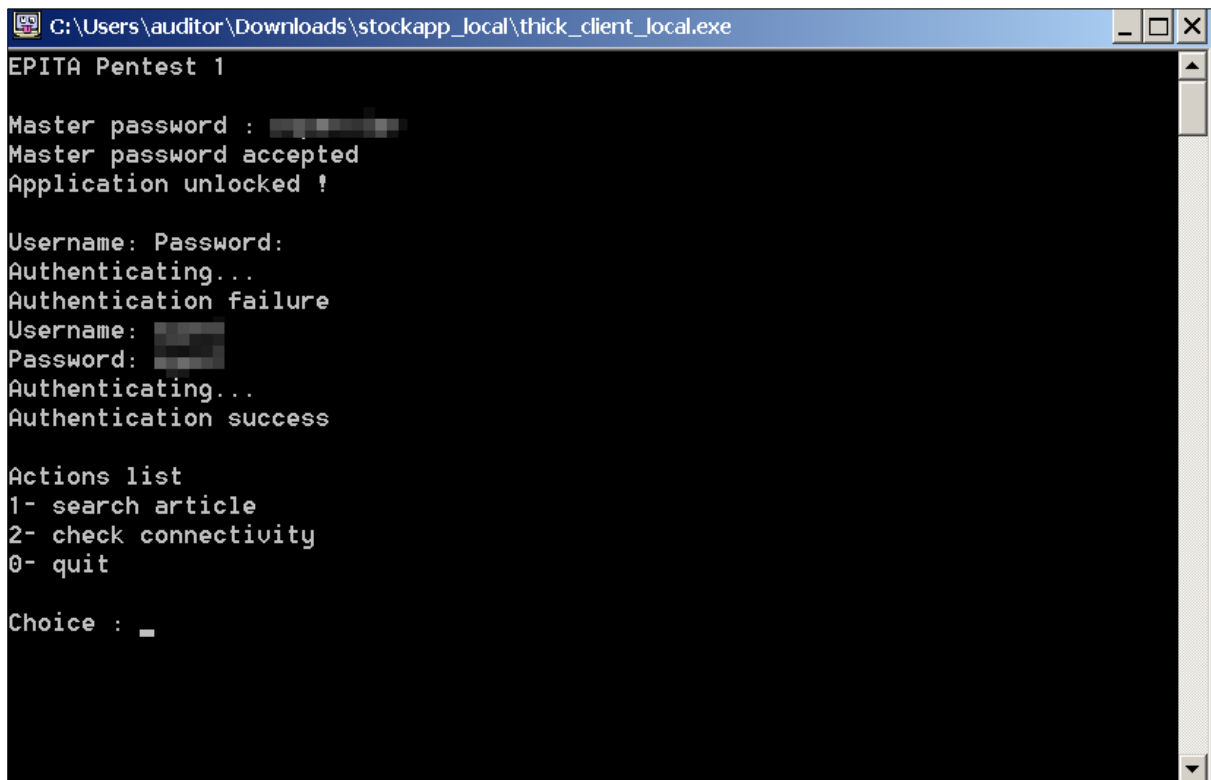 C:\Users\auditor\Downloads\stockapp_local\thick_client_local.exe
EPITA Pentest 1
Master password :
Master password accepted
Application unlocked !
Username: Password:
Authenticating...
Authentication failure
Username:
Password:
Authenticating...
Authentication success
Actions list
1- search article
2- check connectivity
0- quit
Choice : _